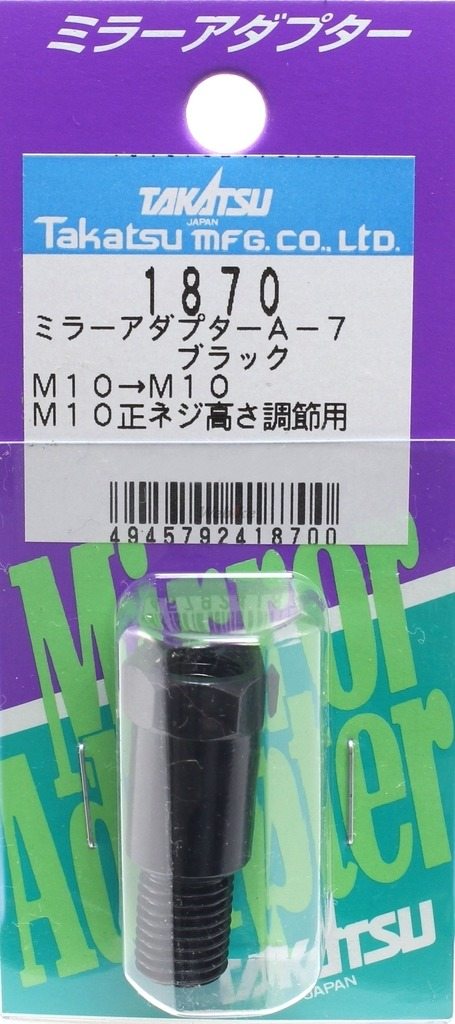 ミラーアダプター
TAKATSU
JAPAN
Takatsu MFG. CO., LTD.
1870
ミラーアダプターA-7
ブラック
M10→M10
M10正ネジ高さ調節用
4945792418700
Mirror
Adapter
TAKATSU
JAPAN